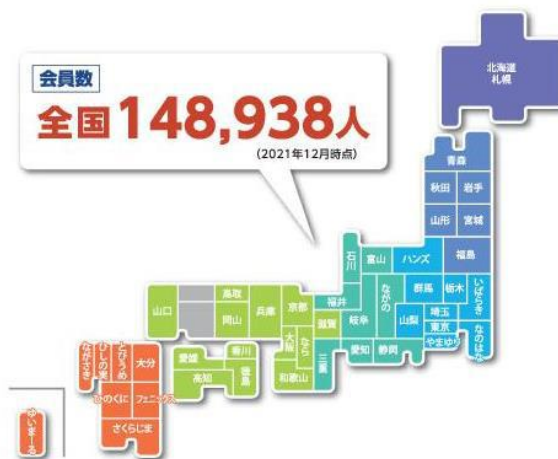 会員数
全国148,938人
(2021年12月時点)
北海道
札幌
青森
秋田
岩手
山形
宮城
福島
石川
富山
ハンズ
福井
岐阜
ながの
群馬
栃木
いばらき
埼玉
東京
山梨
やまゆり
なのはな
滋賀
三重
愛知
静岡
京都
兵庫
大阪
なら
和歌山
鳥取
岡山
山口
愛媛
香川
高知
徳島
ながさき
ひしの実
とびうめ
大分
ひのくに
フェニックス
さくらじま
ゆいまーる